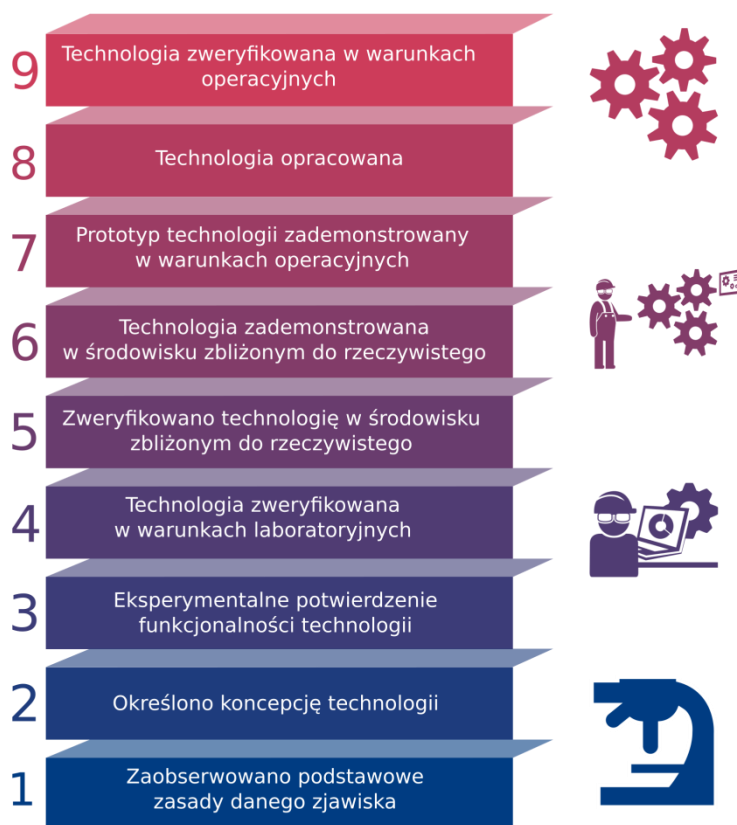 9
Technologia zweryfikowana w warunkach
operacyjnych
8
Technologia opracowana
7
Prototyp technologii zademonstrowany
w warunkach operacyjnych
6
Technologia zademonstrowana
w środowisku zbliżonym do rzeczywistego
5
Zweryfikowano technologię w środowisku
zbliżonym do rzeczywistego
4
Technologia zweryfikowana
w warunkach laboratoryjnych
3
Eksperymentalne potwierdzenie
funkcjonalności technologii
2
Określono koncepcję technologii
1
Zaobserwowano podstawowe
zasady danego zjawiska